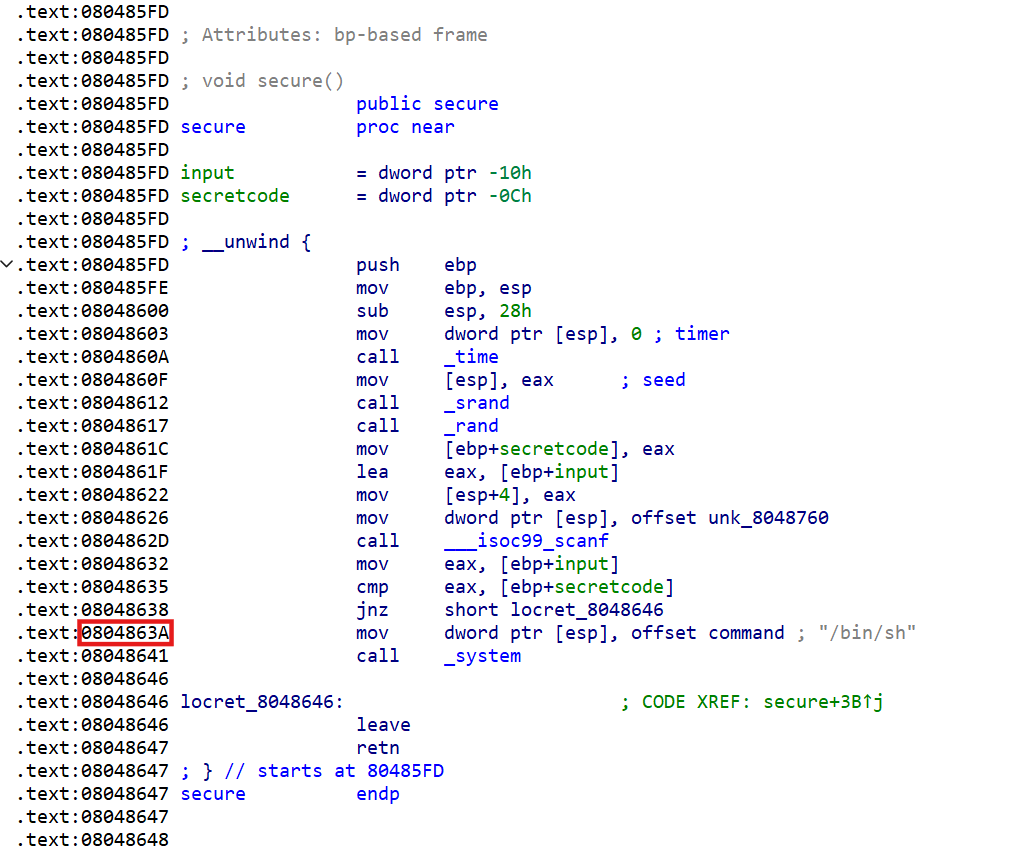 .text:080485FD
.text:080485FD ; Attributes: bp-based frame
.text:080485FD
.text:080485FD ; void secure()
.text:080485FD                 public secure
.text:080485FD secure          proc near
.text:080485FD
.text:080485FD input           = dword ptr -10h
.text:080485FD secretcode      = dword ptr -0Ch
.text:080485FD
.text:080485FD ; __unwind {
.text:080485FD                 push    ebp
.text:080485FE                 mov     ebp, esp
.text:08048600                 sub     esp, 28h
.text:08048603                 mov     dword ptr [esp], 0 ; timer
.text:0804860A                 call    _time
.text:0804860F                 mov     [esp], eax      ; seed
.text:08048612                 call    _srand
.text:08048617                 call    _rand
.text:0804861C                 mov     [ebp+secretcode], eax
.text:0804861F                 lea     eax, [ebp+input]
.text:08048622                 mov     [esp+4], eax
.text:08048626                 mov     dword ptr [esp], offset unk_8048760
.text:0804862D                 call    ___isoc99_scanf
.text:08048632                 mov     eax, [ebp+input]
.text:08048635                 cmp     eax, [ebp+secretcode]
.text:08048638                 jnz     short locret_8048646
.text:0804863A                 mov     dword ptr [esp], offset command ; "/bin/sh"
.text:08048641                 call    _system
.text:08048646
.text:08048646 locret_8048646:                         ; CODE XREF: secure+3B↑j
.text:08048646                 leave
.text:08048647                 retn
.text:08048647 ; } // starts at 80485FD
.text:08048647 secure          endp
.text:08048647
.text:08048648